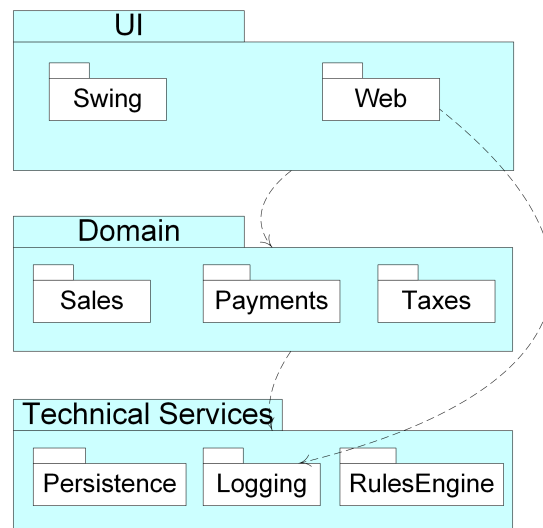 UI
Swing
Web
Domain
Sales
Payments
Taxes
Technical Services
Persistence
Logging
RulesEngine